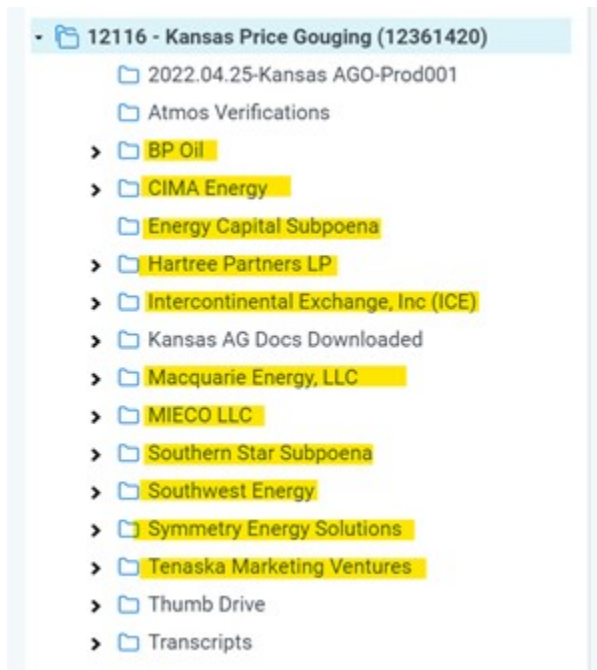 12116 - Kansas Price Gouging (12361420)
2022.04.25-Kansas AGO-Prod001
Atmos Verifications
BP Oil
CIMA Energy
Energy Capital Subpoena
Hartree Partners LP
Intercontinental Exchange, Inc (ICE)
Kansas AG Docs Downloaded
Macquarie Energy, LLC
MIECO LLC
Southern Star Subpoena
Southwest Energy
Symmetry Energy Solutions
Tenaska Marketing Ventures
Thumb Drive
Transcripts